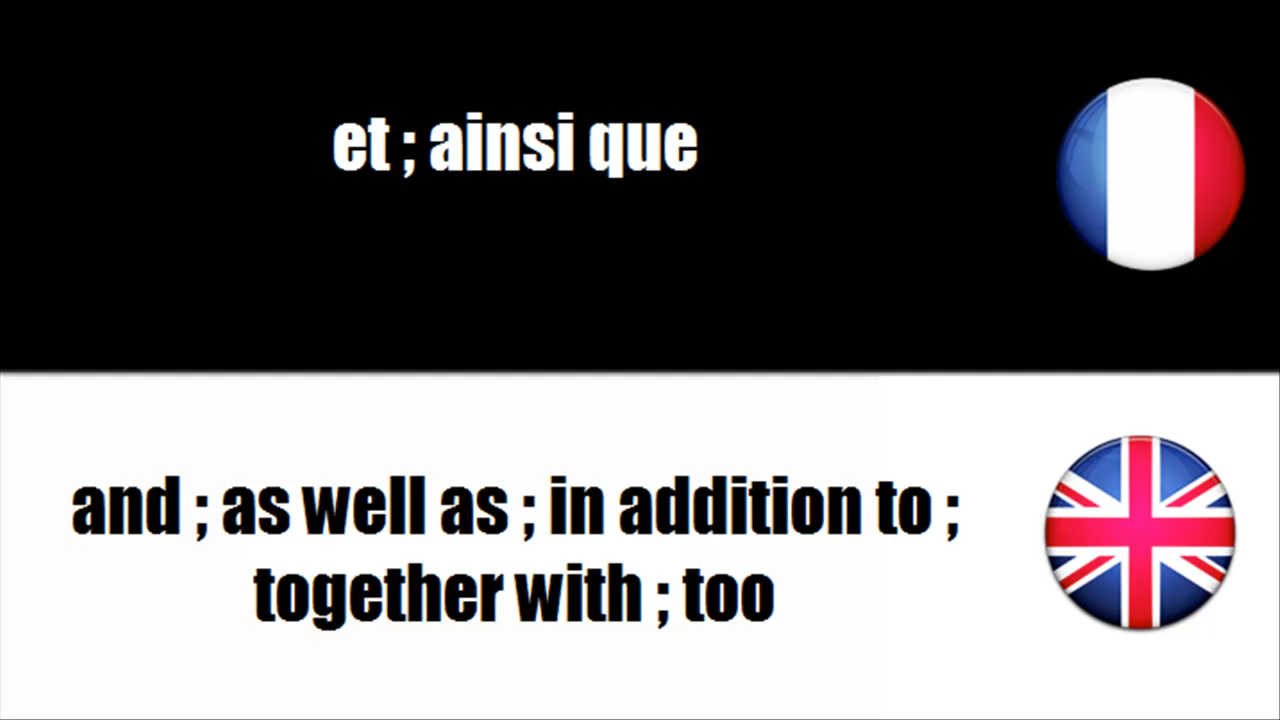 et ; ainsi que
and ; as well as ; in addition to ;
together with ; too